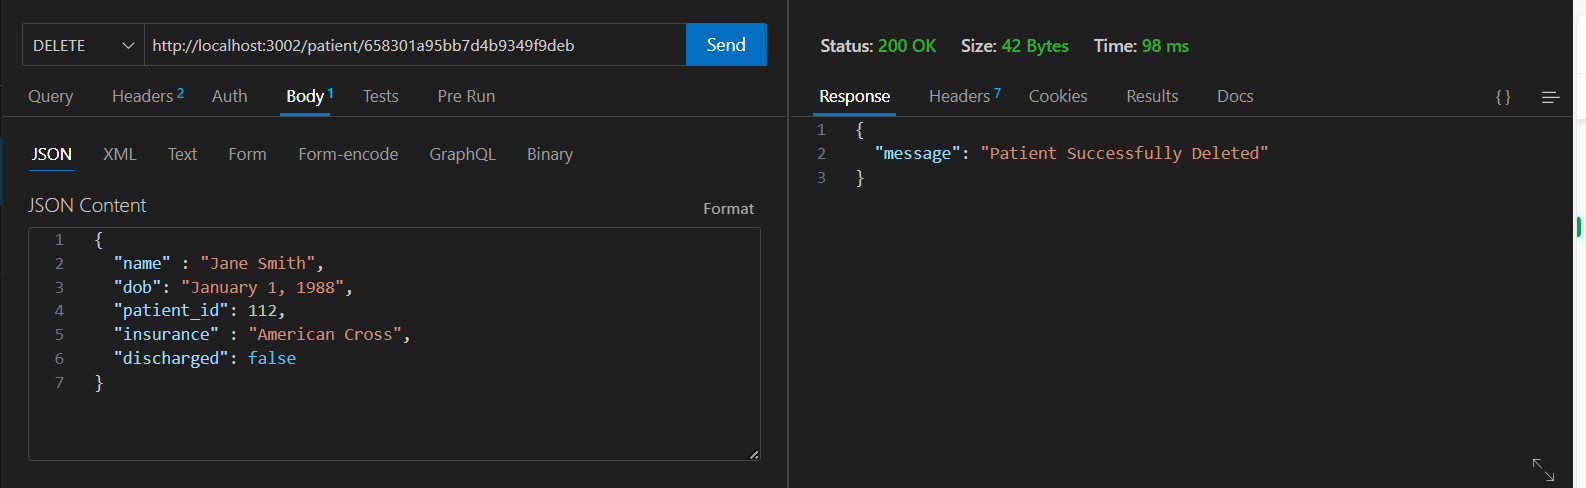 DELETE http://localhost:3002/patient/658301a95bb7d4b9349f9deb Send
Query Headers 2 Auth Body 1 Tests Pre Run
JSON XML Text Form Form-encode GraphQL Binary
JSON Content
Format
1 {
2 "name" : "Jane Smith",
3 "dob": "January 1, 1988",
4 "patient_id": 112,
5 "insurance" : "American Cross",
6 "discharged": false
7 }
Status: 200 OK Size: 42 Bytes Time: 98 ms
Response Headers 7 Cookies Results Docs {}
1 {
2 "message": "Patient Successfully Deleted"
3 }